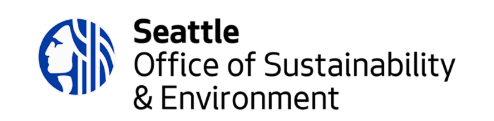 Seattle
Office of Sustainability
& Environment